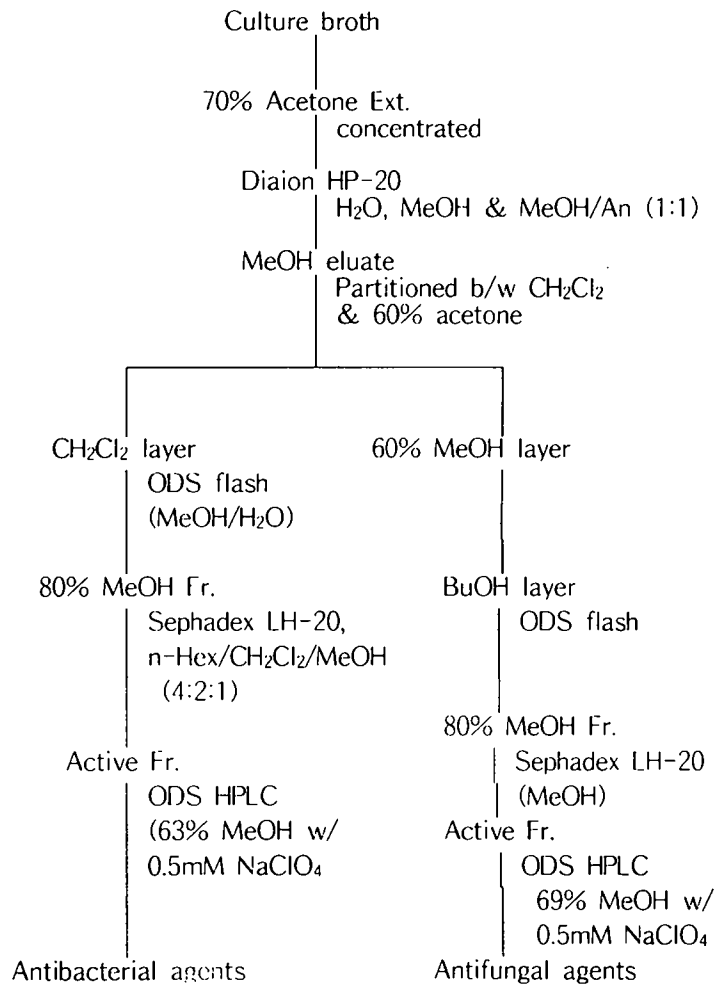 Culture broth
70% Acetone Ext.
concentrated
Diaion HP-20
H₂O, MeOH & MeOH/An (1:1)
MeOH eluate
Partitioned b/w CH₂Cl₂
& 60% acetone
CH₂Cl₂ layer
ODS flash
(MeOH/H₂O)
80% MeOH Fr.
Sephadex LH-20,
n-Hex/CH₂Cl₂/MeOH
(4:2:1)
Active Fr.
ODS HPLC
(63% MeOH w/
0.5mM NaClO₄
Antibacterial agents
60% MeOH layer
BuOH layer
ODS flash
80% MeOH Fr.
Sephadex LH-20
(MeOH)
Active Fr.
ODS HPLC
69% MeOH w/
0.5mM NaClO₄
Antifungal agents